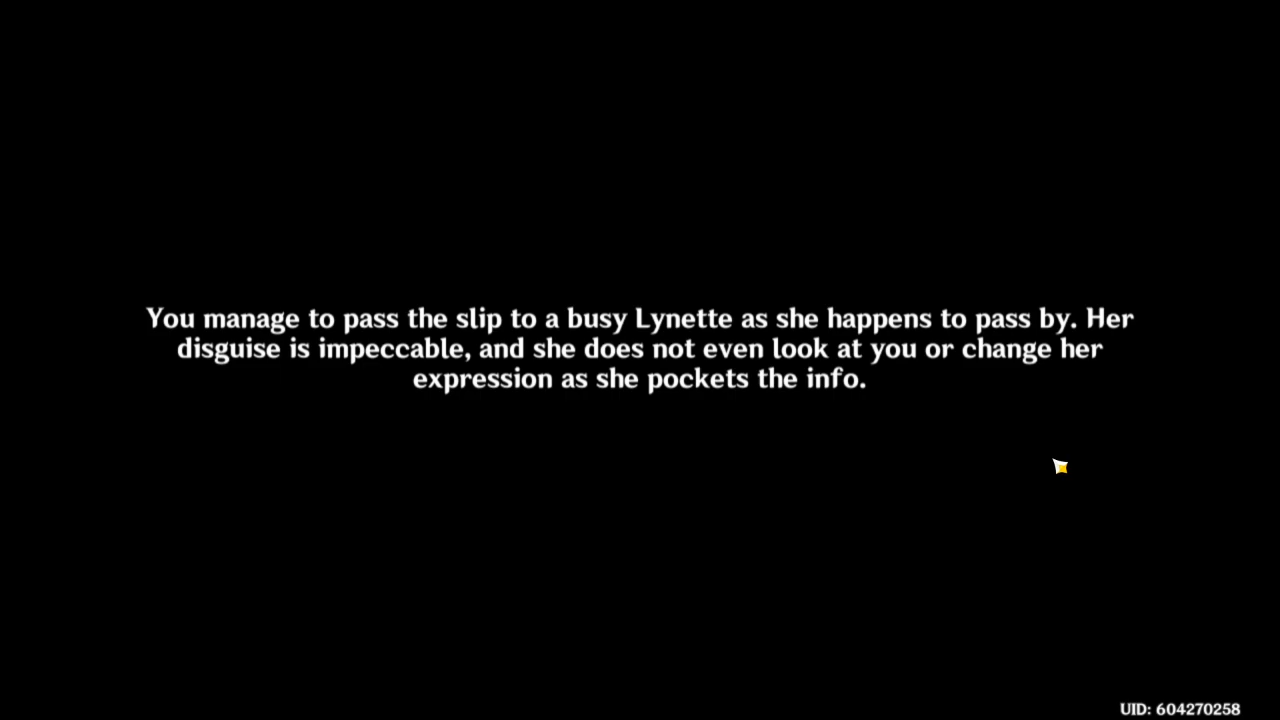 You manage to pass the slip to a busy Lynette as she happens to pass by. Her
disguise is impeccable, and she does not even look at you or change her
expression as she pockets the info.
UID: 604270258